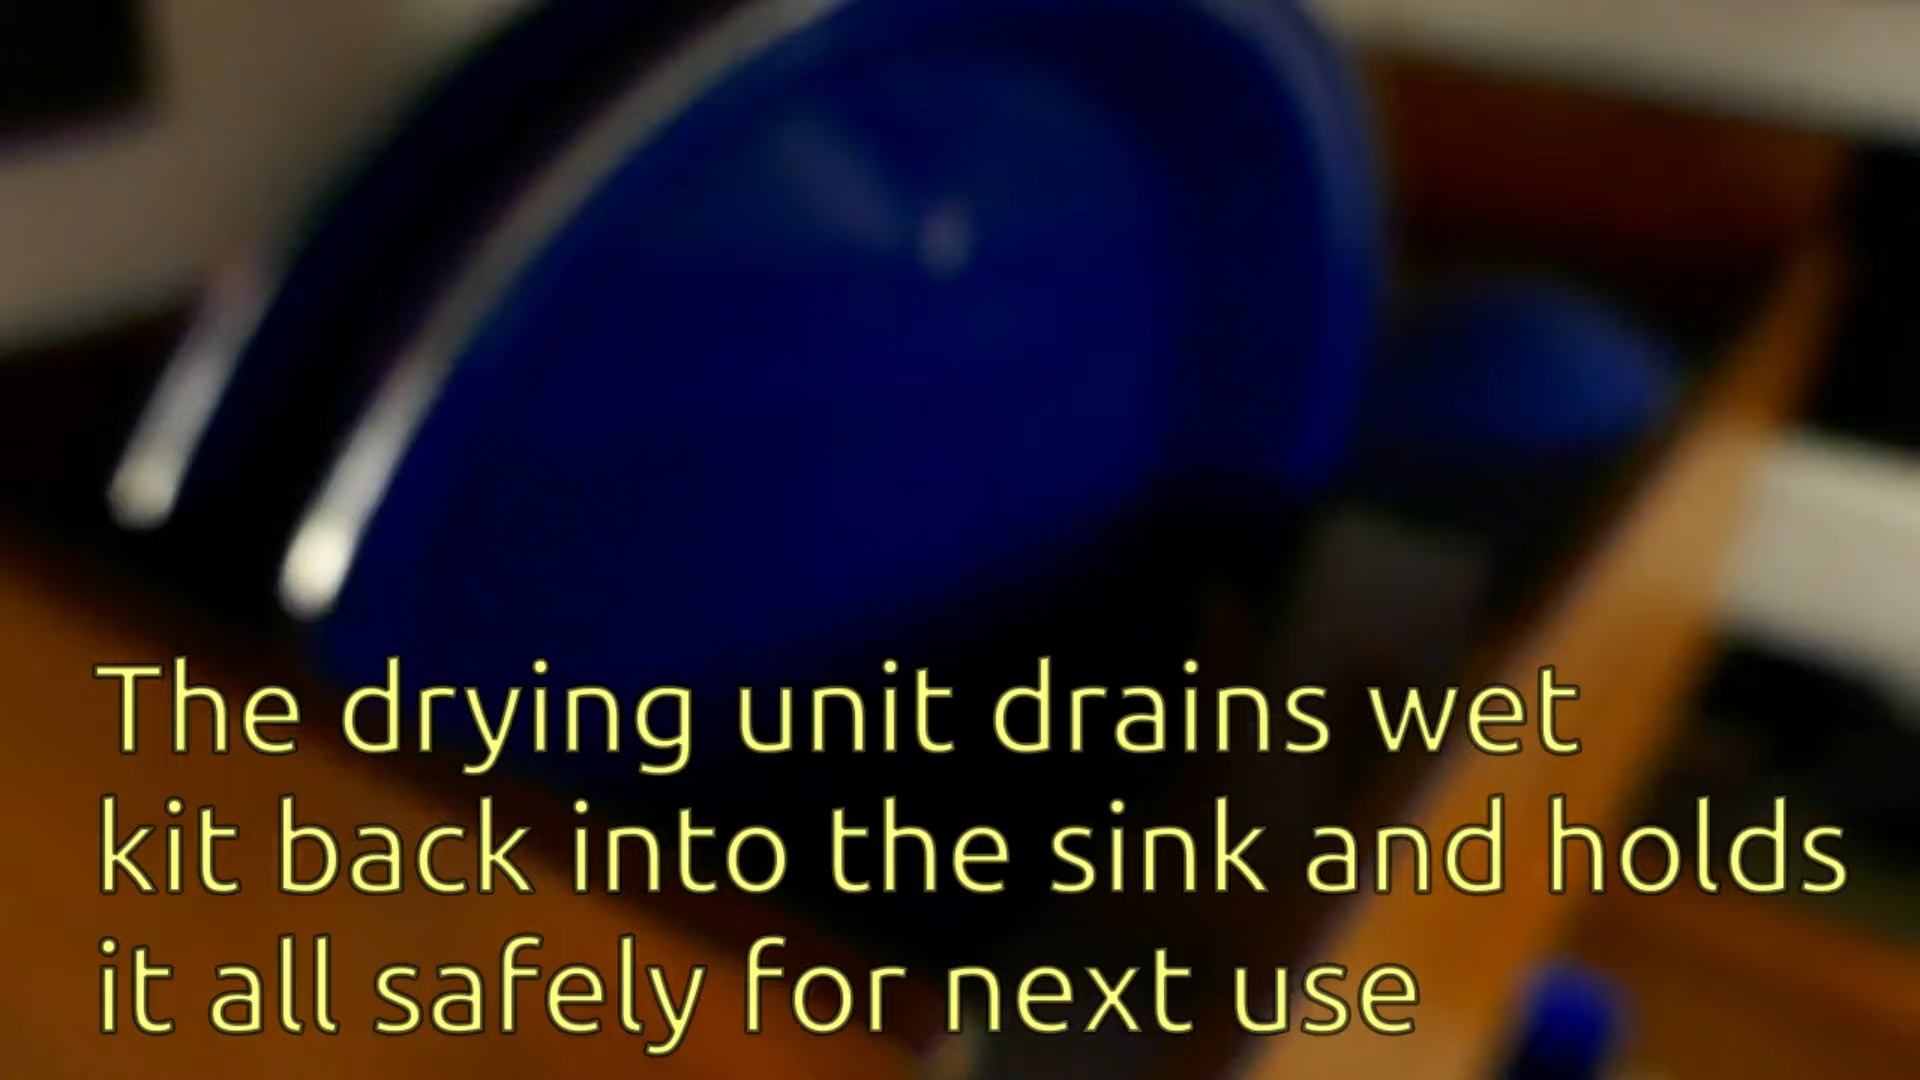 The drying unit drains wet
kit back into the sink and holds
it all safely for next use